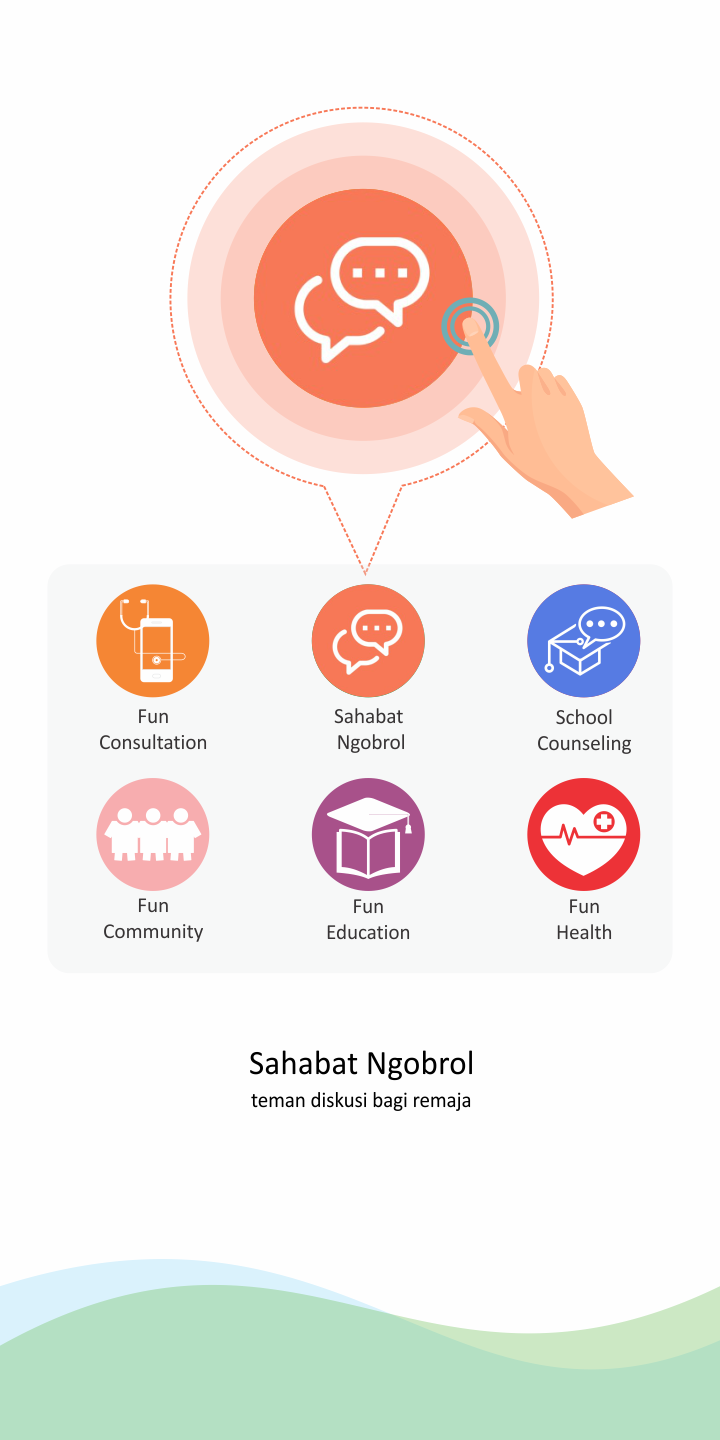 Fun
Consultation
Sahabat
Ngobrol
School
Counseling
Fun
Community
Fun
Education
Fun
Health
Sahabat Ngobrol
teman diskusi bagi remaja